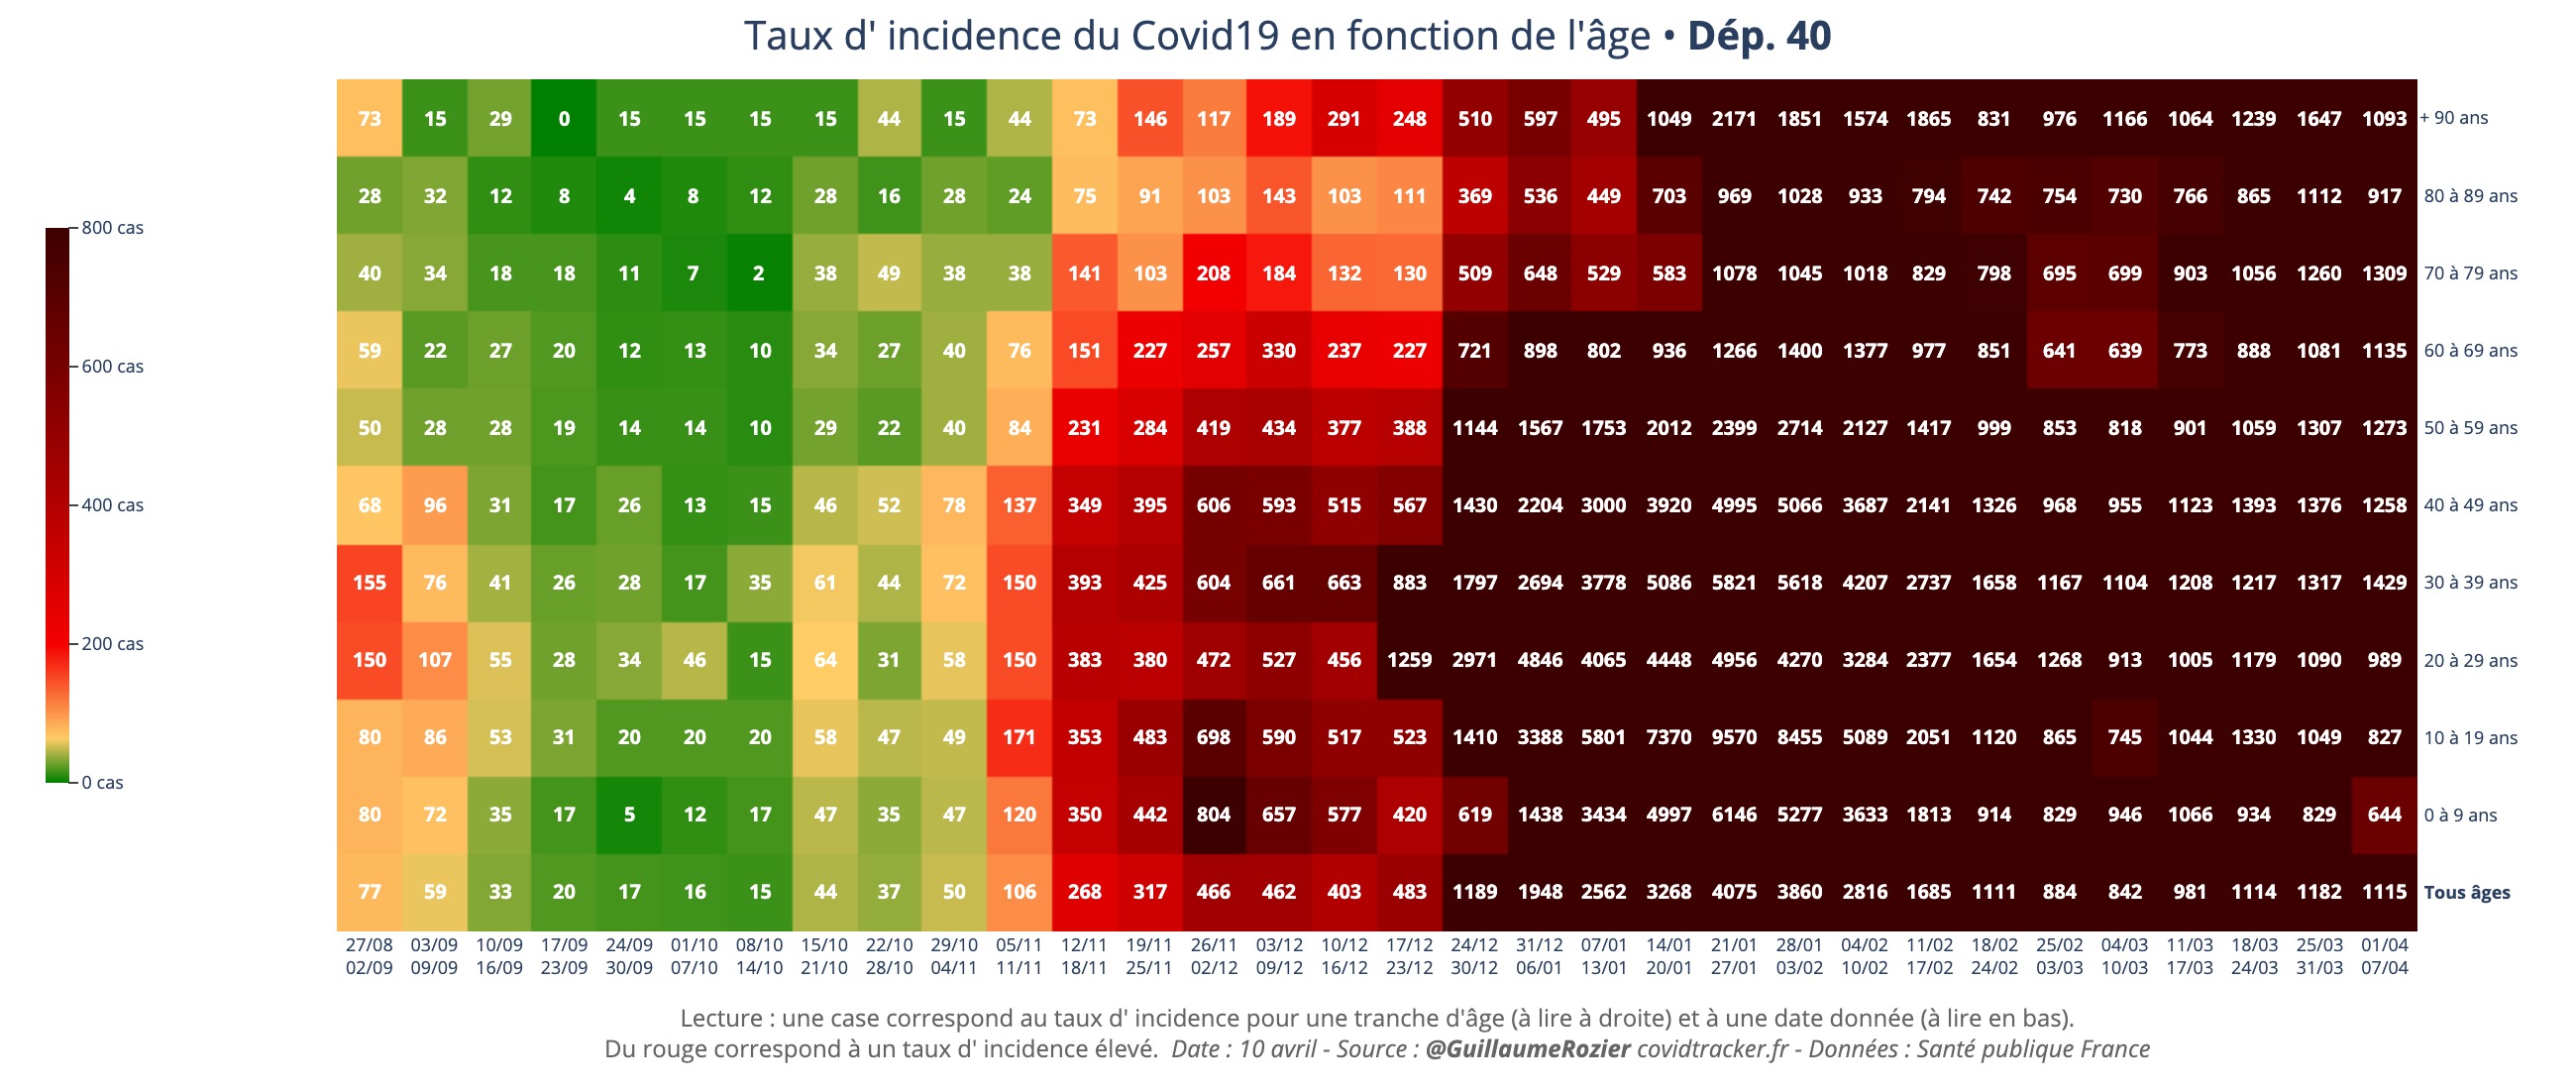 Taux d' incidence du Covid19 en fonction de l'âge • Dép. 40
73 15 29 0 15 15 15 15 44 15 44 73 146 117 189 291 248 510 597 495 1049 2171 1851 1574 1865 831 976 1166 1064 1239 1647 1093 + 90 ans
28 32 12 8 4 8 12 28 16 28 24 75 91 103 143 103 111 369 536 449 703 969 1028 933 794 742 754 730 766 865 1112 917 80 à 89 ans
800 cas
40 34 18 18 11 7 2 38 49 38 38 141 103 208 184 132 130 509 648 529 583 1078 1045 1018 829 798 695 699 903 1056 1260 1309 70 à 79 ans
59 22 27 20 12 13 10 34 27 40 76 151 227 257 330 237 227 721 898 802 936 1266 1400 1377 977 851 641 639 773 888 1081 1135 60 à 69 ans
600 cas
50 28 28 19 14 14 10 29 22 40 84 231 284 419 434 377 388 1144 1567 1753 2012 2399 2714 2127 1417 999 853 818 901 1059 1307 1273 50 à 59 ans
400 cas
68 96 31 17 26 13 15 46 52 78 137 349 395 606 593 515 567 1430 2204 3000 3920 4995 5066 3687 2141 1326 968 955 1123 1393 1376 1258 40 à 49 ans
155 76 41 26 28 17 35 61 44 72 150 393 425 604 661 663 883 1797 2694 3778 5086 5821 5618 4207 2737 1658 1167 1104 1208 1217 1317 1429 30 à 39 ans
200 cas
150 107 55 28 34 46 15 64 31 58 150 383 380 472 527 456 1259 2971 4846 4065 4448 4956 4270 3284 2377 1654 1268 913 1005 1179 1090 989 20 à 29 ans
80 86 53 31 20 20 20 58 47 49 171 353 483 698 590 517 523 1410 3388 5801 7370 9570 8455 5089 2051 1120 865 745 1044 1330 1049 827 10 à 19 ans
0 cas
80 72 35 17 5 12 17 47 35 47 120 350 442 804 657 577 420 619 1438 3434 4997 6146 5277 3633 1813 914 829 946 1066 934 829 644 0 à 9 ans
77 59 33 20 17 16 15 44 37 50 106 268 317 466 462 403 483 1189 1948 2562 3268 4075 3860 2816 1685 1111 884 842 981 1114 1182 1115 Tous âges
27/08 03/09 10/09 17/09 24/09 01/10 08/10 15/10 22/10 29/10 05/11 12/11 19/11 26/11 03/12 10/12 17/12 24/12 31/12 07/01 14/01 21/01 28/01 04/02 11/02 18/02 25/02 04/03 11/03 18/03 25/03 01/04
02/09 09/09 16/09 23/09 30/09 07/10 14/10 21/10 28/10 04/11 11/11 18/11 25/11 02/12 09/12 16/12 23/12 30/12 06/01 13/01 20/01 27/01 03/02 10/02 17/02 24/02 03/03 10/03 17/03 24/03 31/03 07/04
Lecture : une case correspond au taux d' incidence pour une tranche d'âge (à lire à droite) et à une date donnée (à lire en bas).
Du rouge correspond à un taux d' incidence élevé. Date : 10 avril - Source : @GuillaumeRozier covidtracker.fr - Données : Santé publique France